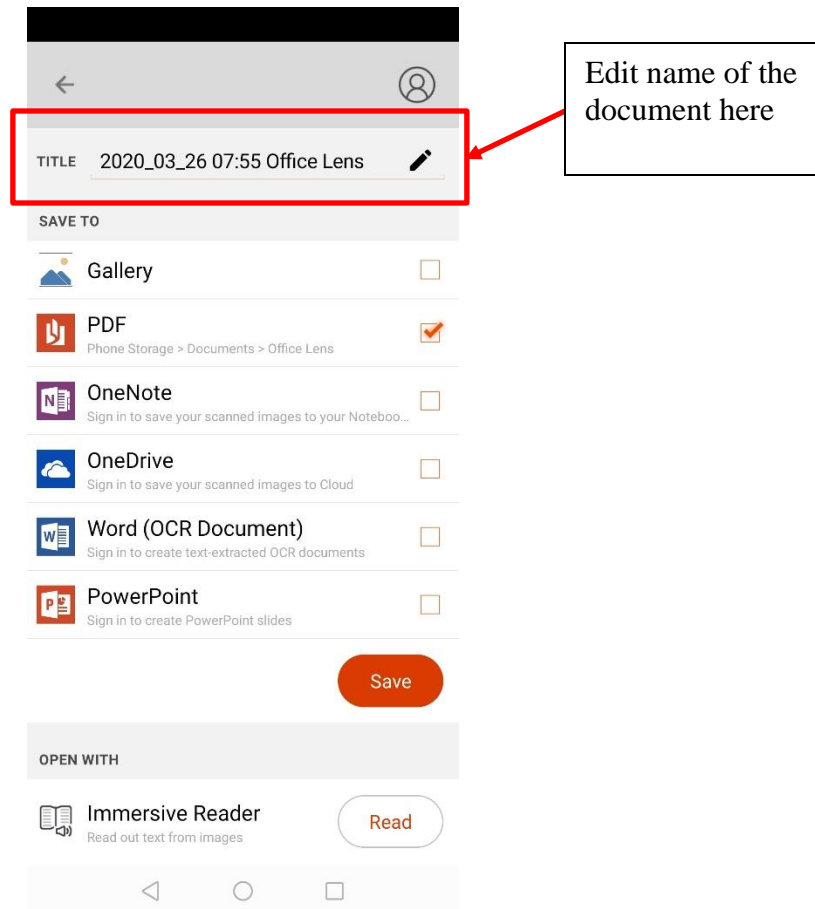 Edit name of the
document here
TITLE 2020_03_26 07:55 Office Lens
SAVE TO
Gallery
PDF
Phone Storage > Documents > Office Lens
OneNote
Sign in to save your scanned images to your Noteboo...
OneDrive
Sign in to save your scanned images to Cloud
Word (OCR Document)
Sign in to create text-extracted OCR documents
PowerPoint
Sign in to create PowerPoint slides
Save
OPEN WITH
Immersive Reader
Read out text from images
Read